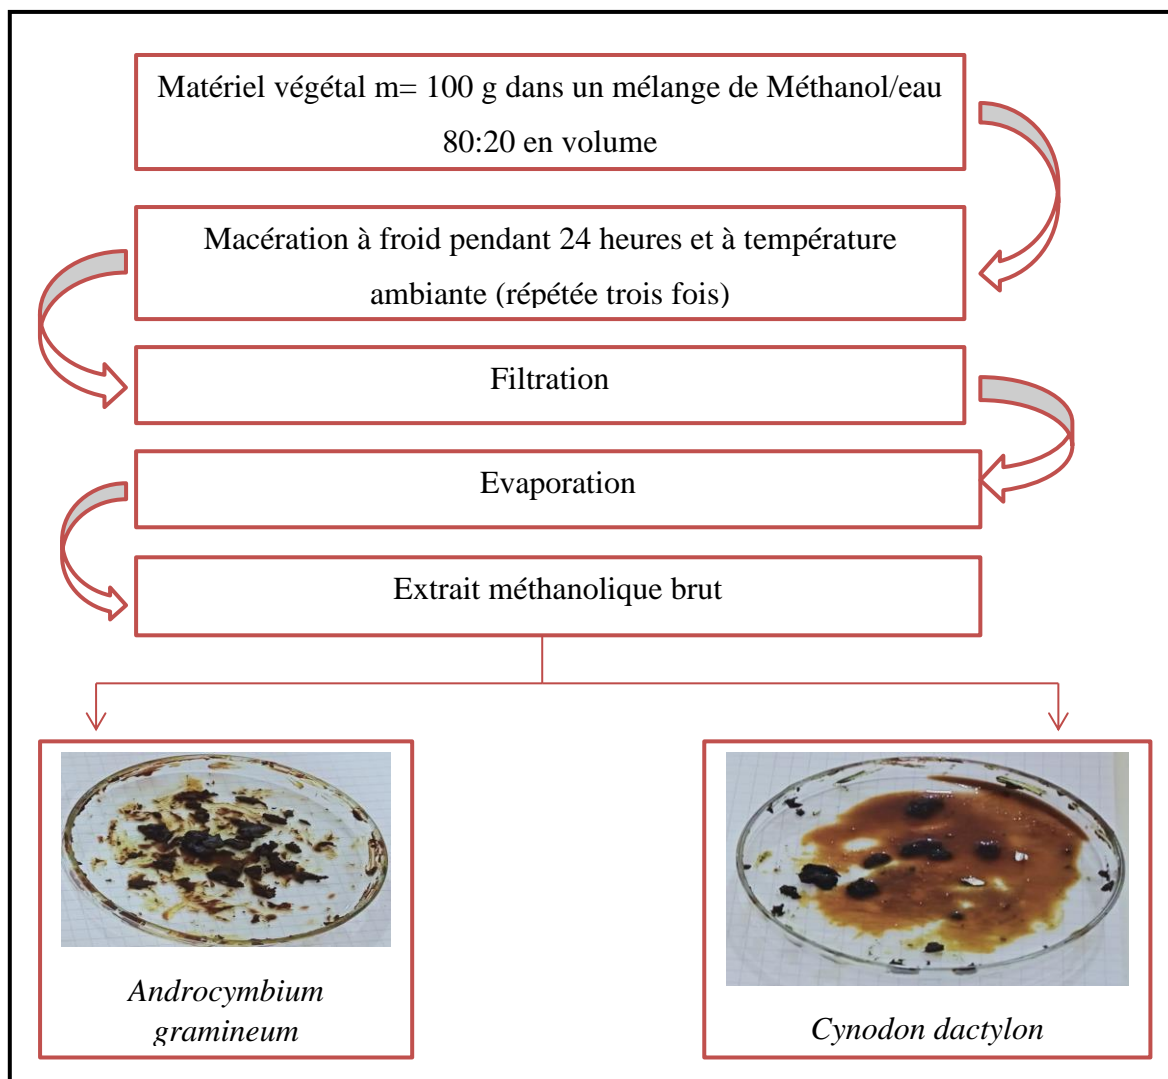 Matériel végétal m= 100 g dans un mélange de Méthanol/eau
80:20 en volume
Macération à froid pendant 24 heures et à température
ambiante (répétée trois fois)
Filtration
Evaporation
Extrait méthanolique brut
Androcymbium
gramineum
Cynodon dactylon